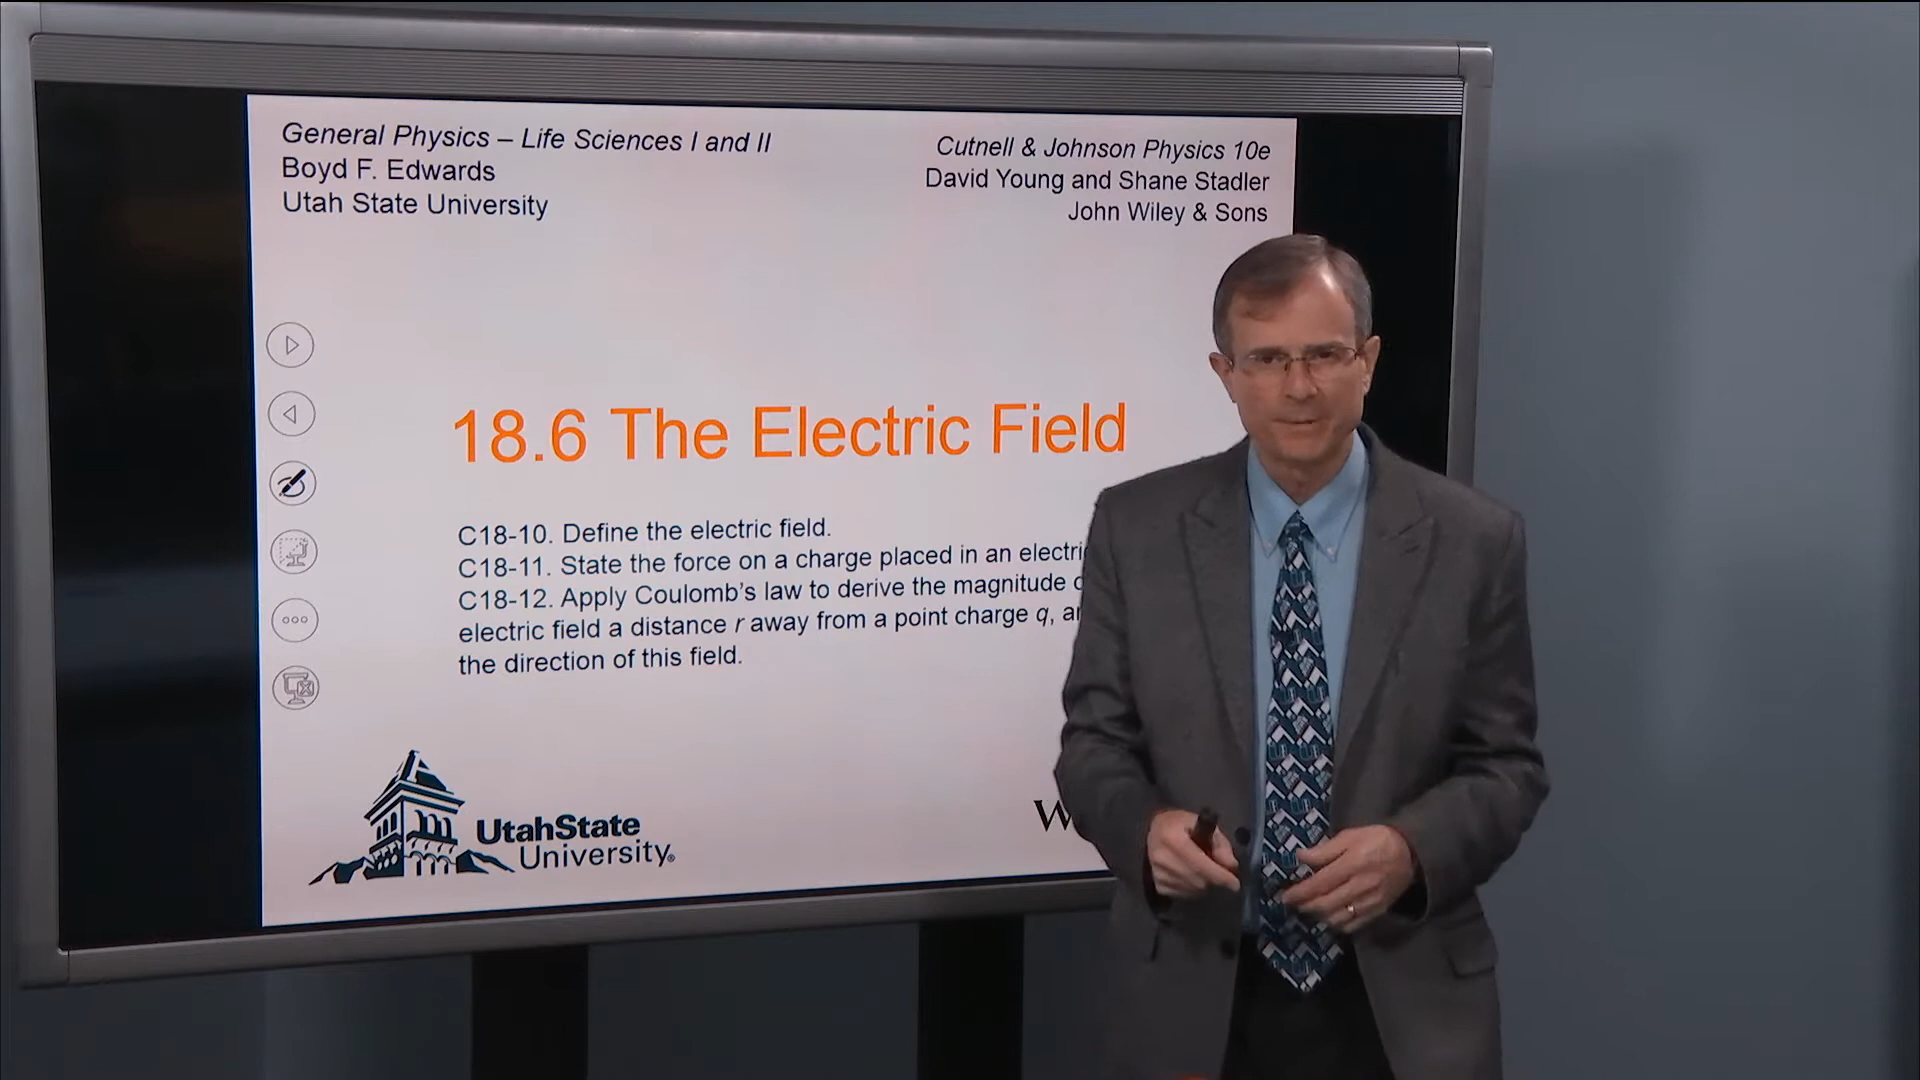 General Physics – Life Sciences I and II
Boyd F. Edwards
Utah State University
Cutnell & Johnson Physics 10e
David Young and Shane Stadler
John Wiley & Sons
18.6 The Electric Field
C18-10. Define the electric field.
C18-11. State the force on a charge placed in an electri
C18-12. Apply Coulomb's law to derive the magnitude
electric field a distance r away from a point charge q,
the direction of this field.
UtahState
University®
W